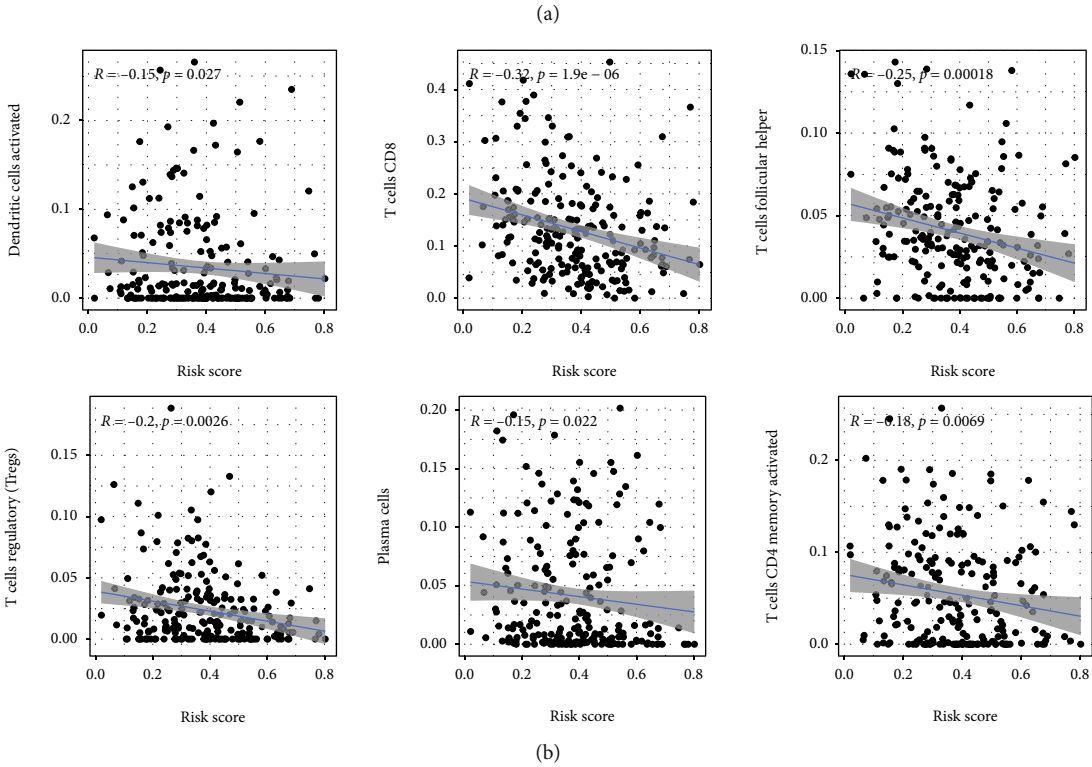 (a)
R = –0.15, p = 0.027
Dendritic cells activated
0.2
0.1
0.0
0.0 0.2 0.4 0.6 0.8
Risk score
R = –0.32, p = 1.9e – 06
T cells CD8
0.4
0.3
0.2
0.1
0.0
0.0 0.2 0.4 0.6 0.8
Risk score
R = –0.25, p = 0.00018
T cells follicular helper
0.15
0.10
0.05
0.00
0.0 0.2 0.4 0.6 0.8
Risk score
R = –0.2, p = 0.0026
T cells regulatory (Tregs)
0.15
0.10
0.05
0.00
0.0 0.2 0.4 0.6 0.8
Risk score
R = –0.15, p = 0.022
Plasma cells
0.20
0.15
0.10
0.05
0.00
0.0 0.2 0.4 0.6 0.8
Risk score
R = –0.18, p = 0.0069
T cells CD4 memory activated
0.2
0.1
0.0
0.0 0.2 0.4 0.6 0.8
Risk score
(b)